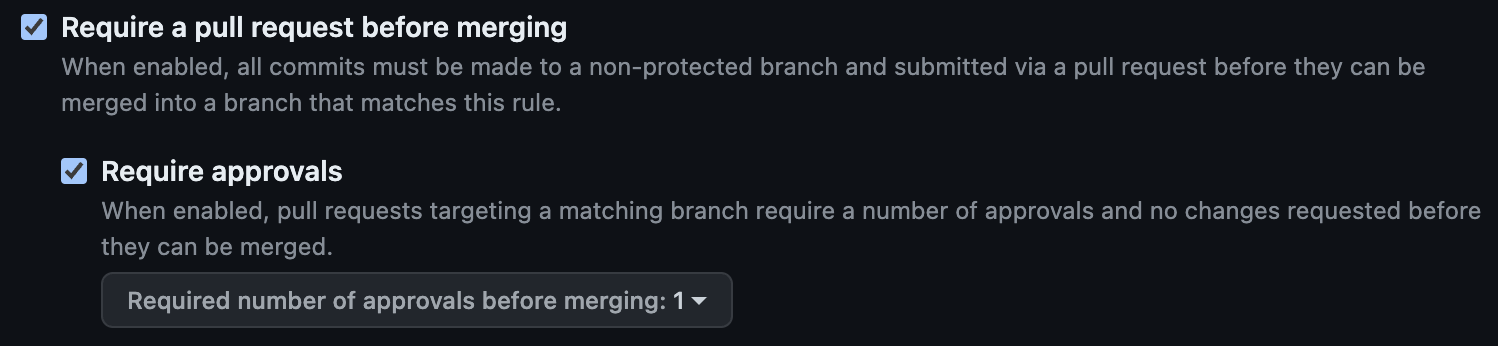 Require a pull request before merging
When enabled, all commits must be made to a non-protected branch and submitted via a pull request before they can be
merged into a branch that matches this rule.
Require approvals
When enabled, pull requests targeting a matching branch require a number of approvals and no changes requested before
they can be merged.
Required number of approvals before merging: 1